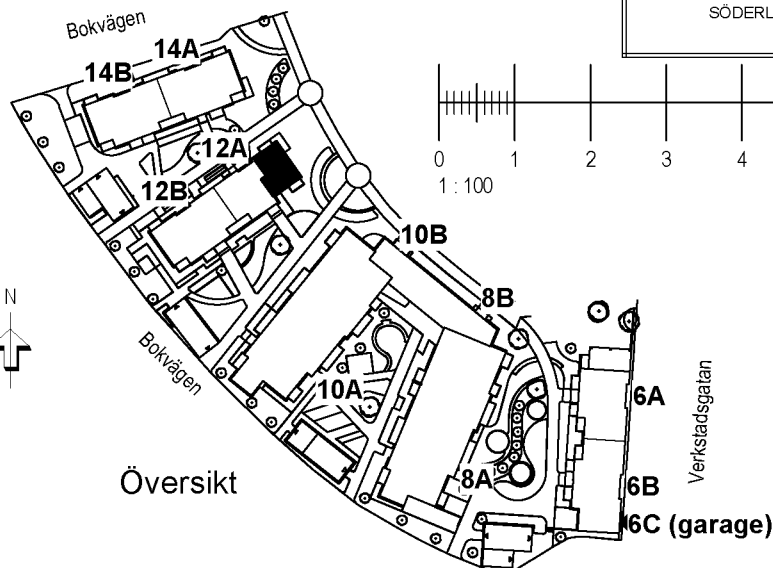 Bokvägen
SÖDERL
14A
14B
12A
12B
0 1 2 3 4
1 : 100
10B
8B
N
Bokvägen
10A
6A
Verkstadsgatan
Översikt
8A
6B
6C (garage)